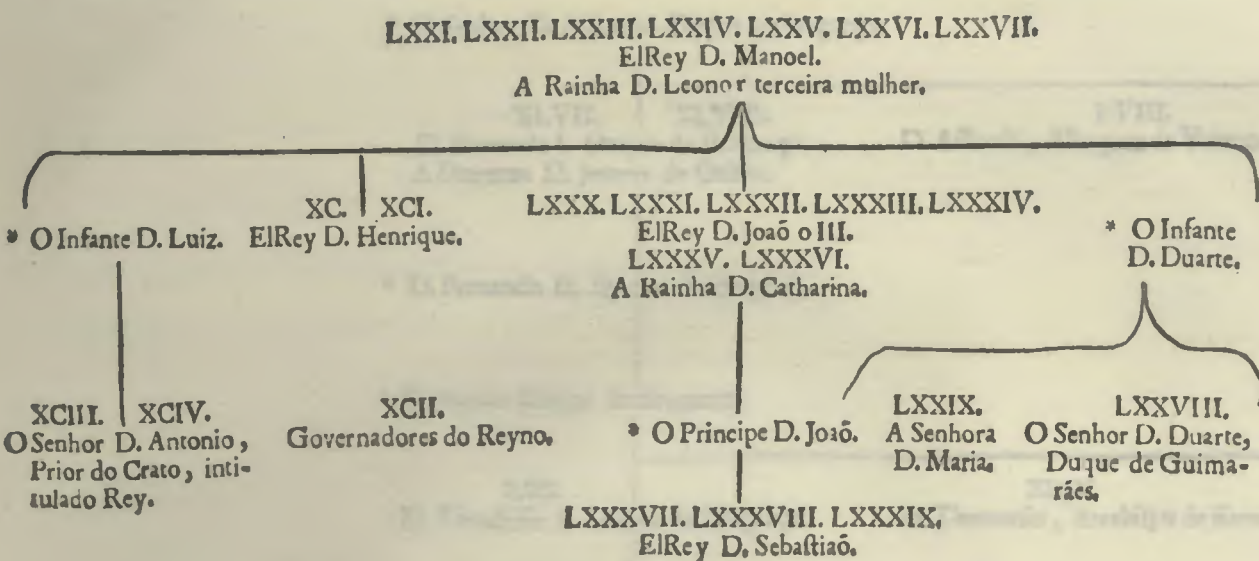 LXXI. LXXII. LXXIII. LXXIV. LXXV. LXXVI. LXXVII.
ElRey D. Manoel.
A Rainha D. Leonor terceira mulher.
* O Infante D. Luiz.
XC. XCI.
ElRey D. Henrique.
LXXX. LXXXI. LXXXII. LXXXIII. LXXXIV.
ElRey D. Joaõ o III.
LXXXV. LXXXVI.
A Rainha D. Catharina.
* O Infante
D. Duarte.
XCIII. XCIV.
O Senhor D. Antonio,
Prior do Crato, inti-
tulado Rey.
XCII.
Governadores do Reyno.
* O Principe D. Joaõ.
LXXIX.
A Senhora
D. Maria.
LXXVIII.
O Senhor D. Duarte,
Duque de Guima-
rães.
LXXXVII. LXXXVIII. LXXXIX.
ElRey D. Sebaſtiaõ.